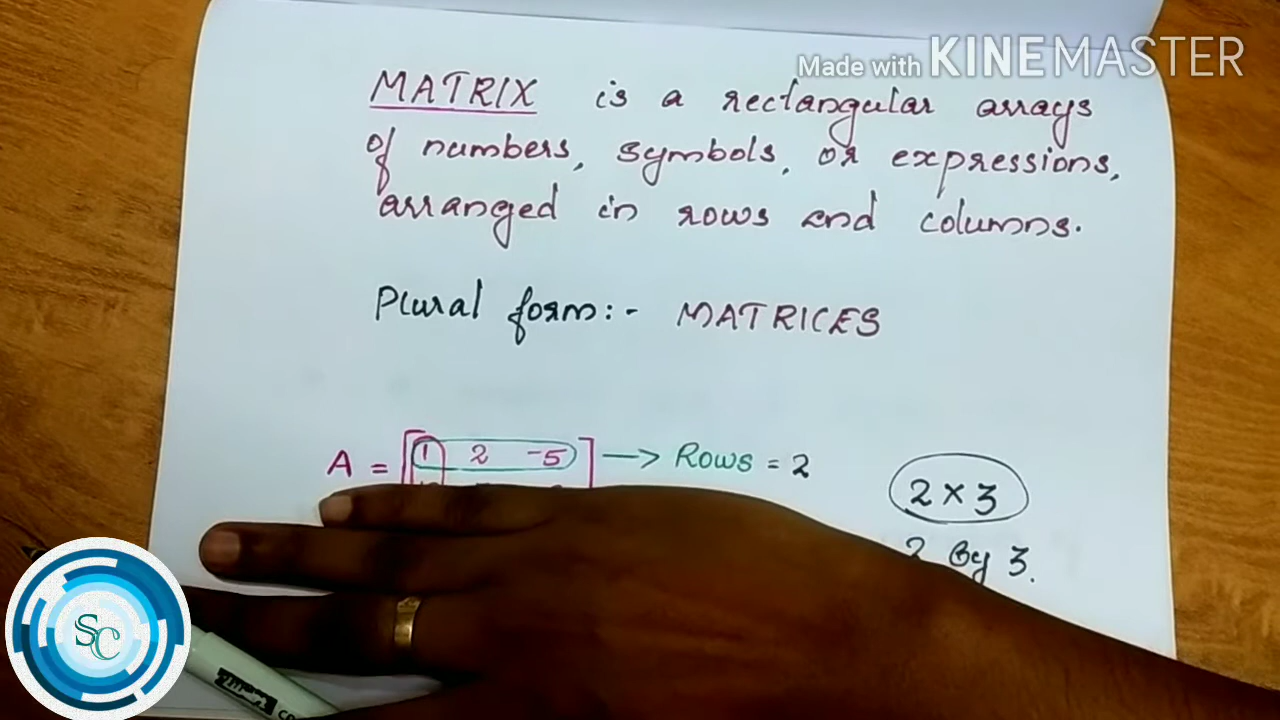 Made with KINEMASTER
MATRIX is a rectangular arrays
of numbers, symbols, or expressions,
arranged in rows and columns.
Plural form:- MATRICES
A = [1 2 -5] → Rows = 2
2 × 3
2 By 3.
SC